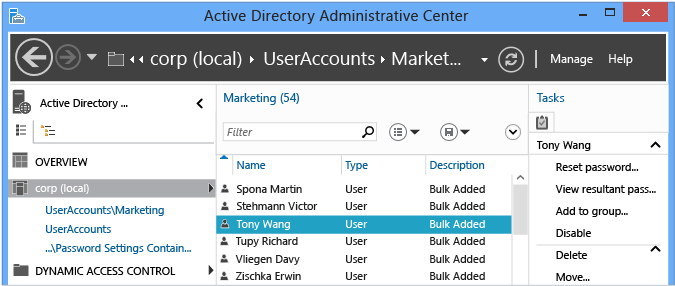 Active Directory Administrative Center
corp (local) UserAccounts Market... Manage Help
Active Directory ...
OVERVIEW
corp (local)
UserAccounts\Marketing
UserAccounts
...\Password Settings Contain...
DYNAMIC ACCESS CONTROL
Marketing (54)
Filter
Name Type Description
Spona Martin User Bulk Added
Stehmann Victor User Bulk Added
Tony Wang User Bulk Added
Tupy Richard User Bulk Added
Vliegen Davy User Bulk Added
Zischka Erwin User Bulk Added
Tasks
Tony Wang
Reset password...
View resultant pass...
Add to group...
Disable
Delete
Move...